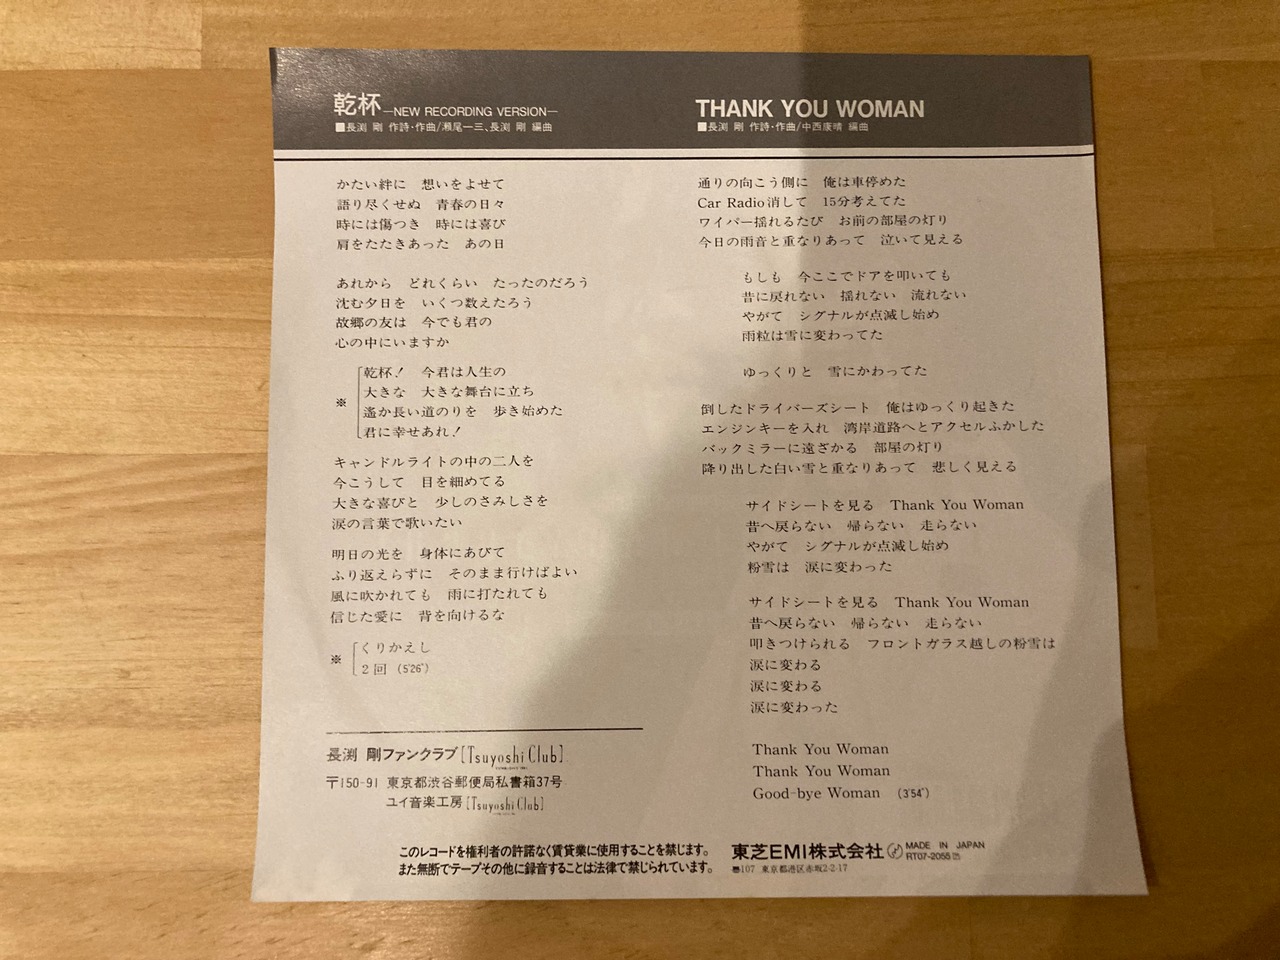 乾杯 —NEW RECORDING VERSION—
■長渕 剛 作詩・作曲/瀬尾一三、長渕 剛 編曲
かたい絆に 想いをよせて
語り尽くせぬ 青春の日々
時には傷つき 時には喜び
肩をたたきあった あの日
あれから どれくらい たったのだろう
沈む夕日を いくつ数えたろう
故郷の友は 今でも君の
心の中にいますか
※
乾杯! 今君は人生の
大きな 大きな舞台に立ち
遙か長い道のりを 歩き始めた
君に幸せあれ!
キャンドルライトの中の二人を
今こうして 目を細めてる
大きな喜びと 少しのさみしさを
涙の言葉で歌いたい
明日の光を 身体にあびて
ふり返えらずに そのまま行けばよい
風に吹かれても 雨に打たれても
信じた愛に 背を向けるな
※
くりかえし
2回 (5'26")
長渕 剛ファンクラブ[Tsuyoshi Club]
〒150-91 東京都渋谷郵便局私書箱37号
ユイ音楽工房[Tsuyoshi Club]
THANK YOU WOMAN
■長渕 剛 作詩・作曲/中西康晴 編曲
通りの向こう側に 俺は車停めた
Car Radio消して 15分考えてた
ワイパー揺れるたび お前の部屋の灯り
今日の雨音と重なりあって 泣いて見える
もしも 今ここでドアを叩いても
昔に戻れない 揺れない 流れない
やがて シグナルが点滅し始め
雨粒は雪に変わってた
ゆっくりと 雪にかわってた
倒したドライバーズシート 俺はゆっくり起きた
エンジンキーを入れ 湾岸道路へとアクセルふかした
バックミラーに遠ざかる 部屋の灯り
降り出した白い雪と重なりあって 悲しく見える
サイドシートを見る Thank You Woman
昔へ戻らない 帰らない 走らない
やがて シグナルが点滅し始め
粉雪は 涙に変わった
サイドシートを見る Thank You Woman
昔へ戻らない 帰らない 走らない
叩きつけられる フロントガラス越しの粉雪は
涙に変わる
涙に変わる
涙に変わった
Thank You Woman
Thank You Woman
Good-bye Woman (3'54")
このレコードを権利者の許諾なく賃貸業に使用することを禁じます。
また無断でテープその他に録音することは法律で禁じられています。
東芝EMI株式会社
107 東京都港区赤坂2-2-17
MADE IN JAPAN
RT07-2055